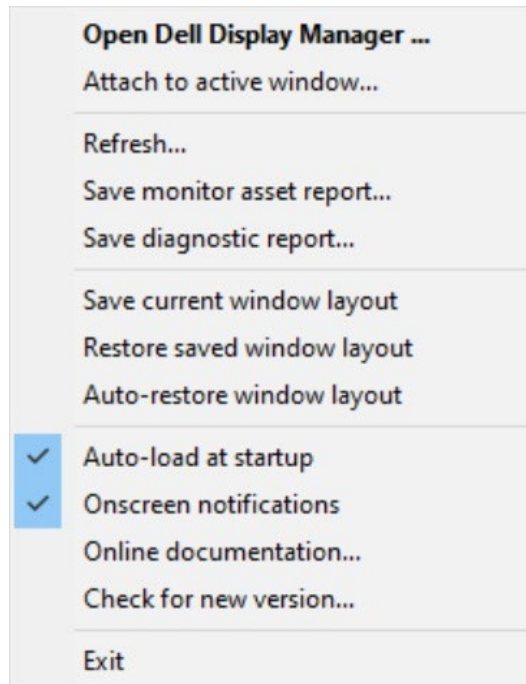 Open Dell Display Manager ...
Attach to active window...
Refresh...
Save monitor asset report...
Save diagnostic report...
Save current window layout
Restore saved window layout
Auto-restore window layout
Auto-load at startup
Onscreen notifications
Online documentation...
Check for new version...
Exit